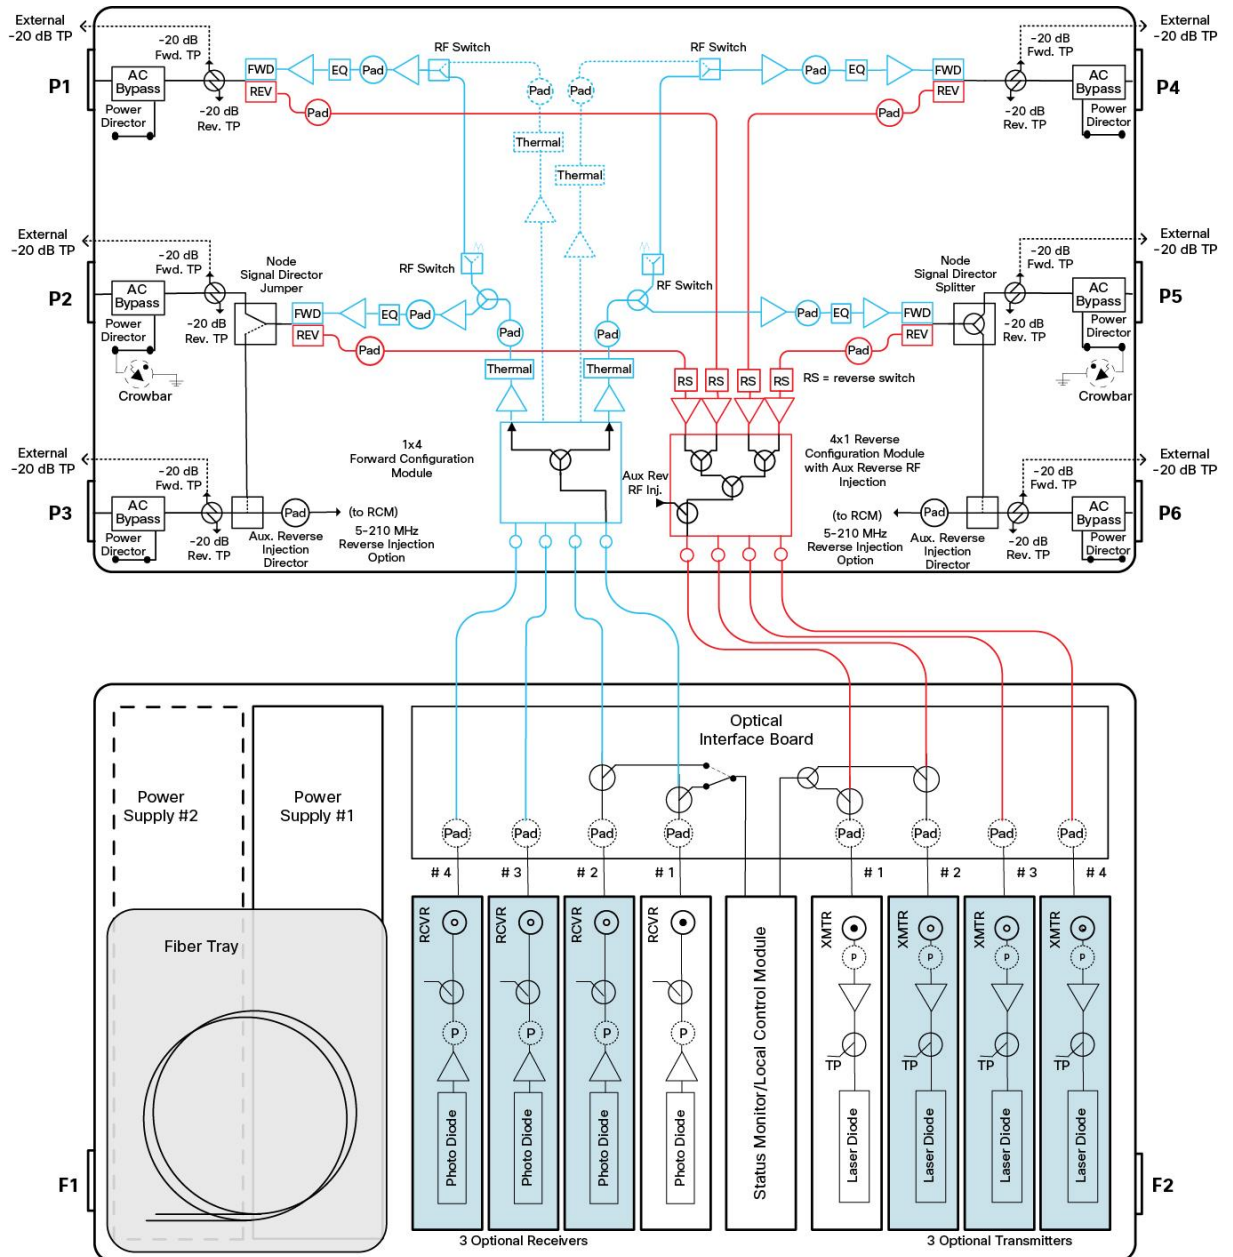 External
-20 dB TP
-20 dB
Fwd. TP
P1
AC
Bypass
Power
Director
-20 dB
Rev. TP
FWD
REV
EQ
Pad
Pad
RF Switch
Pad
Pad
Thermal
Thermal
RF Switch
Pad
EQ
FWD
REV
Pad
-20 dB
Fwd. TP
-20 dB
Rev. TP
External
-20 dB TP
AC
Bypass
Power
Director
P4
External
-20 dB TP
-20 dB
Fwd. TP
P2
AC
Bypass
Power
Director
-20 dB
Rev. TP
Crowbar
Node
Signal Director
Jumper
FWD
REV
EQ
Pad
Pad
RF Switch
Pad
Thermal
RF Switch
Pad
Thermal
Pad
EQ
FWD
REV
Pad
RS
RS
RS
RS
RS = reverse switch
Node
Signal Director
Splitter
-20 dB
Fwd. TP
-20 dB
Rev. TP
External
-20 dB TP
AC
Bypass
Power
Director
P5
Crowbar
External
-20 dB TP
-20 dB
Fwd. TP
P3
AC
Bypass
Power
Director
-20 dB
Rev. TP
Pad
Aux. Reverse
Injection
Director
(to RCM)
5-210 MHz
Reverse Injection
Option
1x4
Forward Configuration
Module
Aux Rev
RF Inj.
4x1 Reverse
Configuration Module
with Aux Reverse RF
Injection
(to RCM)
5-210 MHz
Reverse Injection
Option
Pad
Aux. Reverse
Injection
Director
-20 dB
Fwd. TP
-20 dB
Rev. TP
External
-20 dB TP
AC
Bypass
Power
Director
P6
Power
Supply #2
Power
Supply #1
Fiber Tray
F1
Optical
Interface Board
Pad
Pad
Pad
Pad
Pad
Pad
Pad
Pad
# 4
# 3
# 2
# 1
# 1
# 2
# 3
# 4
RCVR
P
Photo Diode
RCVR
P
Photo Diode
RCVR
P
Photo Diode
RCVR
P
Photo Diode
Status Monitor/Local Control Module
XMTR
P
TP
Laser Diode
XMTR
P
TP
Laser Diode
XMTR
P
TP
Laser Diode
XMTR
P
TP
Laser Diode
F2
3 Optional Receivers
3 Optional Transmitters